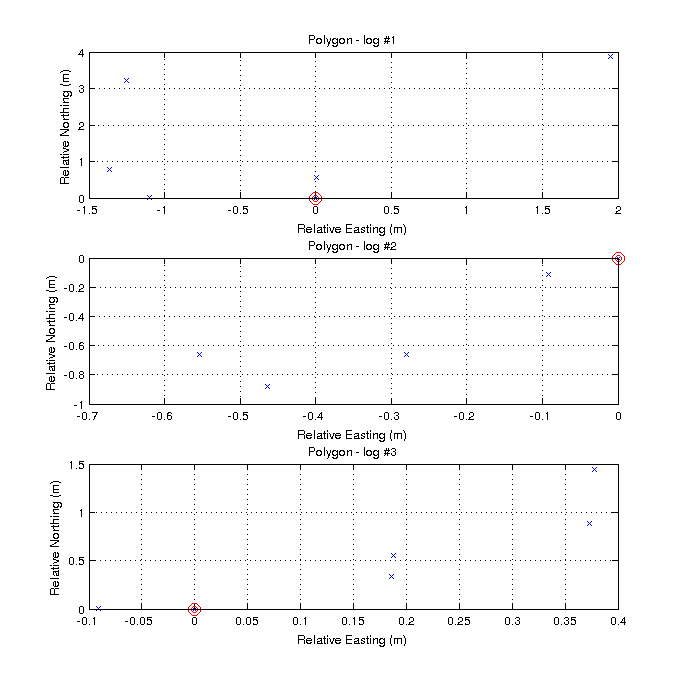 Polygon - log #1
Relative Northing (m)
4
3
2
1
0
-1.5 -1 -0.5 0 0.5 1 1.5 2
Relative Easting (m)
Polygon - log #2
Relative Northing (m)
0
-0.2
-0.4
-0.6
-0.8
-1
-0.7 -0.6 -0.5 -0.4 -0.3 -0.2 -0.1 0
Relative Easting (m)
Polygon - log #3
Relative Northing (m)
1.5
1
0.5
0
-0.1 -0.05 0 0.05 0.1 0.15 0.2 0.25 0.3 0.35 0.4
Relative Easting (m)